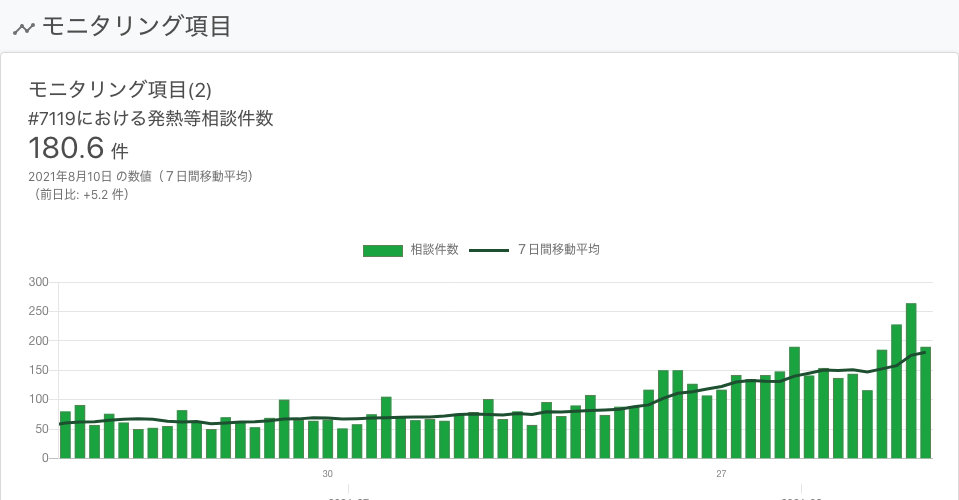 モニタリング項目
モニタリング項目(2)
#7119における発熱等相談件数
180.6 件
2021年8月10日 の数値（７日間移動平均）
（前日比: +5.2 件）
相談件数 ７日間移動平均
300
250
200
150
100
50
0
30 27